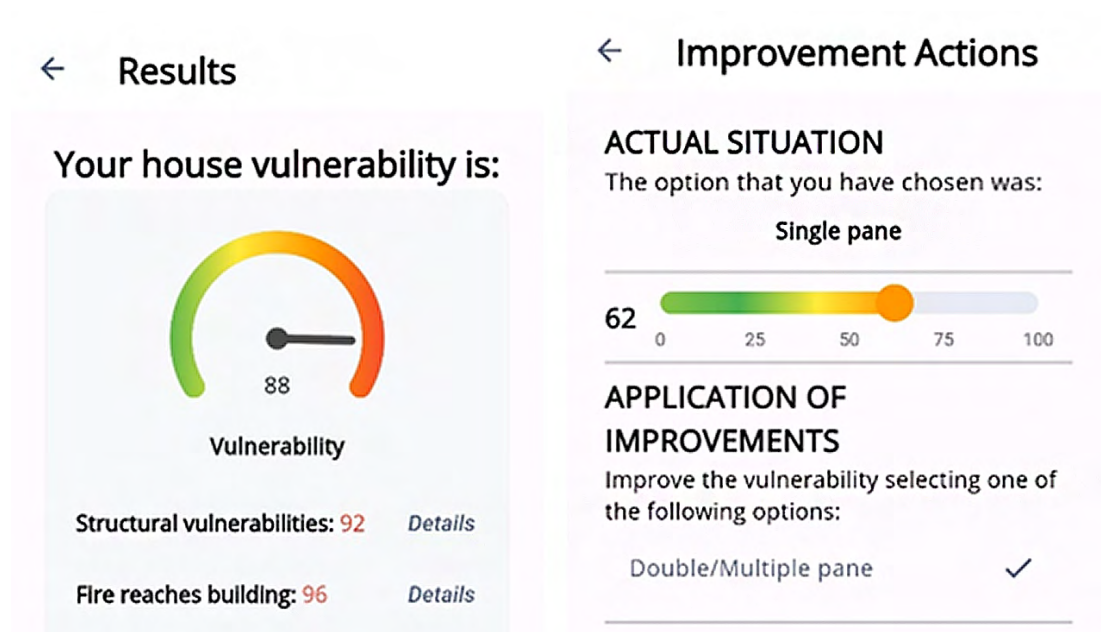 Results
Your house vulnerability is:
88
Vulnerability
Structural vulnerabilities: 92 Details
Fire reaches building: 96 Details
Improvement Actions
ACTUAL SITUATION
The option that you have chosen was:
Single pane
62
0 25 50 75 100
APPLICATION OF
IMPROVEMENTS
Improve the vulnerability selecting one of
the following options:
Double/Multiple pane